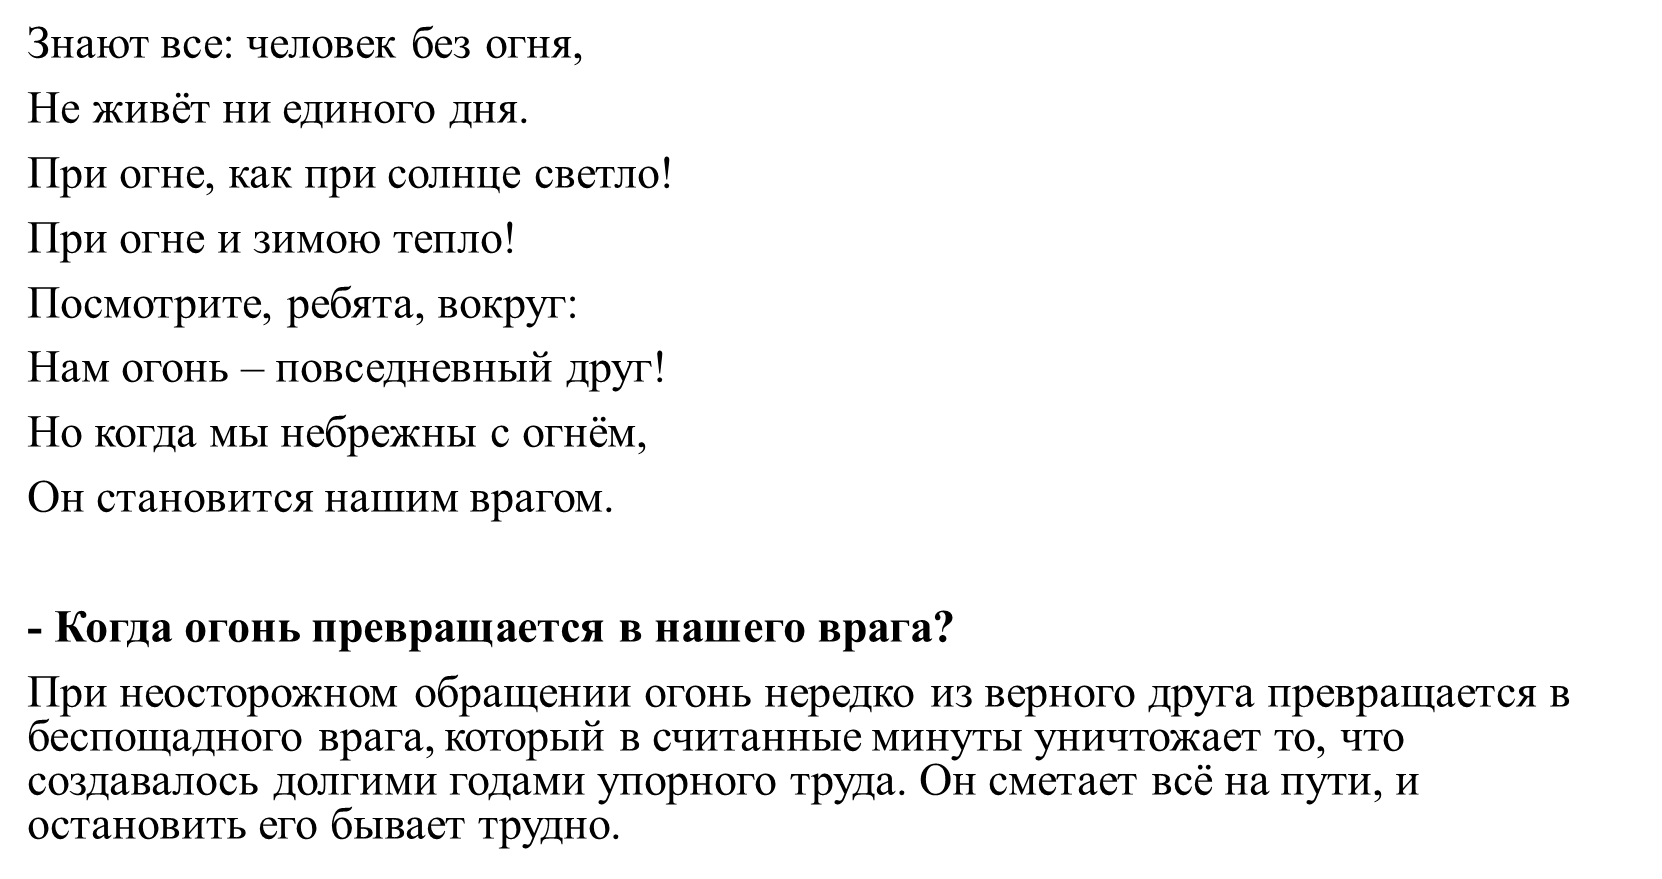 Знают все: человек без огня,
Не живёт ни единого дня.
При огне, как при солнце светло!
При огне и зимою тепло!
Посмотрите, ребята, вокруг:
Нам огонь – повседневный друг!
Но когда мы небрежны с огнём,
Он становится нашим врагом.
- Когда огонь превращается в нашего врага?
При неосторожном обращении огонь нередко из верного друга превращается в
беспощадного врага, который в считанные минуты уничтожает то, что
создавалось долгими годами упорного труда. Он сметает всё на пути, и
остановить его бывает трудно.